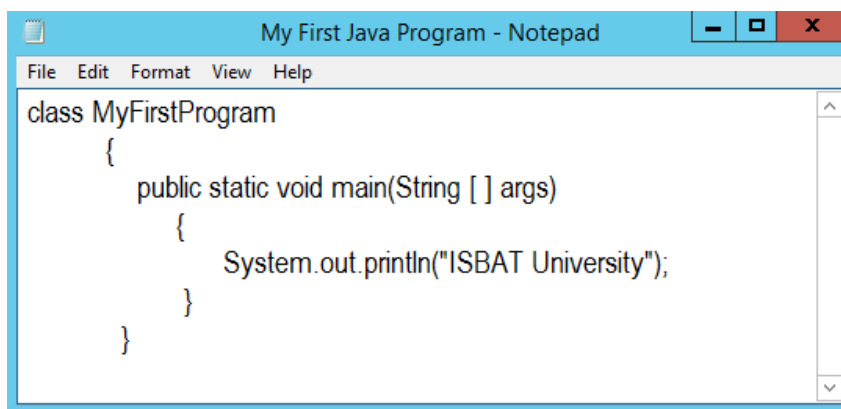 My First Java Program - Notepad
File Edit Format View Help
class MyFirstProgram
{
public static void main(String [ ] args)
{
System.out.println("ISBAT University");
}
}